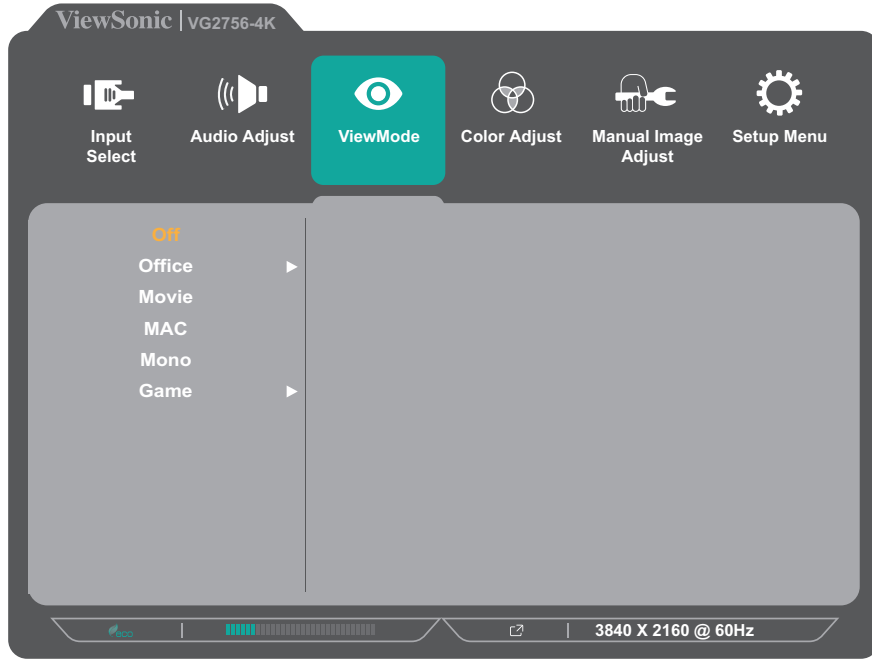 ViewSonic | VG2756-4K
Input Select
Audio Adjust
ViewMode
Color Adjust
Manual Image Adjust
Setup Menu
Off
Office
Movie
MAC
Mono
Game
eco
3840 X 2160 @ 60Hz